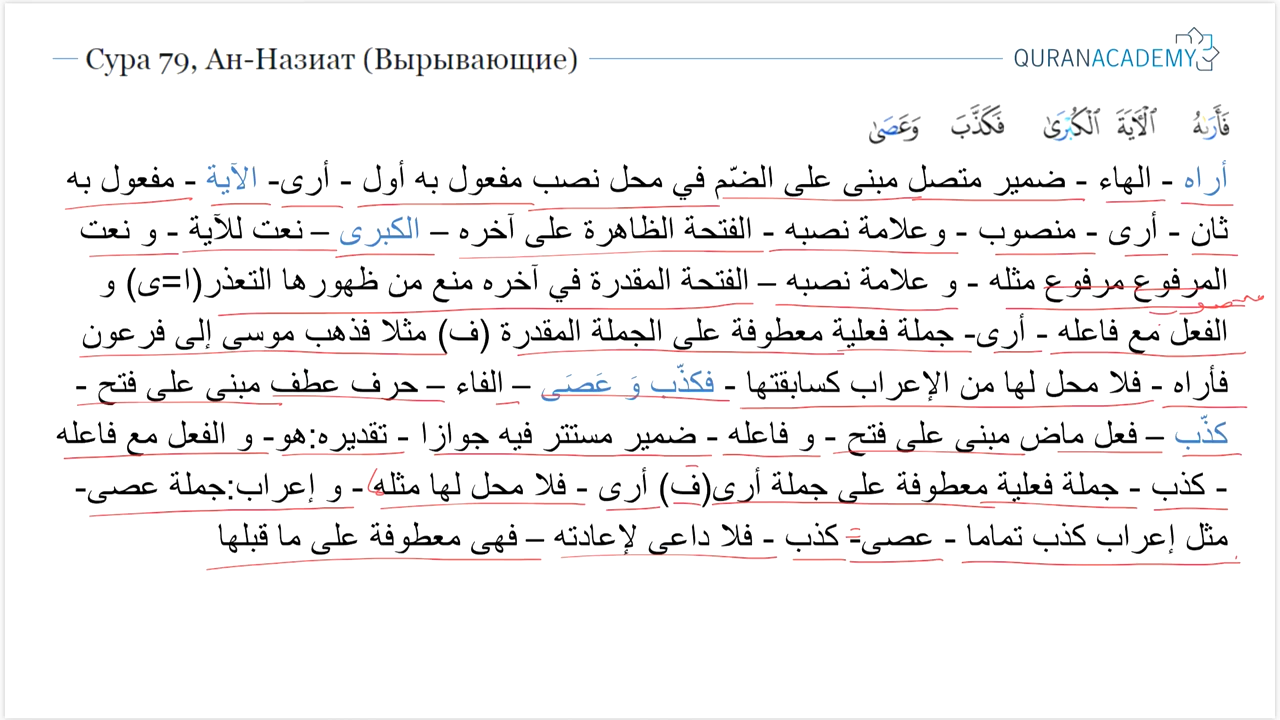 Сура 79, Ан-Назиат (Вырывающие)
QURANACADEMY
فَأَرَىٰهُ ٱلْـَٔايَةَ ٱلْكُبْرَىٰ فَكَذَّبَ وَعَصَىٰ
أراه - الهاء - ضمير متصل مبنى على الضّم في محل نصب مفعول به أول - أرى- الآية - مفعول به
ثان - أرى - منصوب - وعلامة نصبه - الفتحة الظاهرة على آخره – الكبرى – نعت للآية - و نعت
المرفوع مرفوع مثله - و علامة نصبه – الفتحة المقدرة في آخره منع من ظهورها التعذر(ا=ى) و
الفعل مع فاعله - أرى- جملة فعلية معطوفة على الجملة المقدرة (ف) مثلا فذهب موسى إلى فرعون
فأراه - فلا محل لها من الإعراب كسابقتها - فكذّب وَ عَصَى – الفاء – حرف عطف مبنى على فتح -
كذّب – فعل ماض مبنى على فتح - و فاعله - ضمير مستتر فيه جوازا - تقديره:هو- و الفعل مع فاعله
- كذب - جملة فعلية معطوفة على جملة أرى(ف) أرى - فلا محل لها مثله - و إعراب:جملة عصى-
مثل إعراب كذب تماما - عصى- كذب - فلا داعى لإعادته – فهى معطوفة على ما قبلها